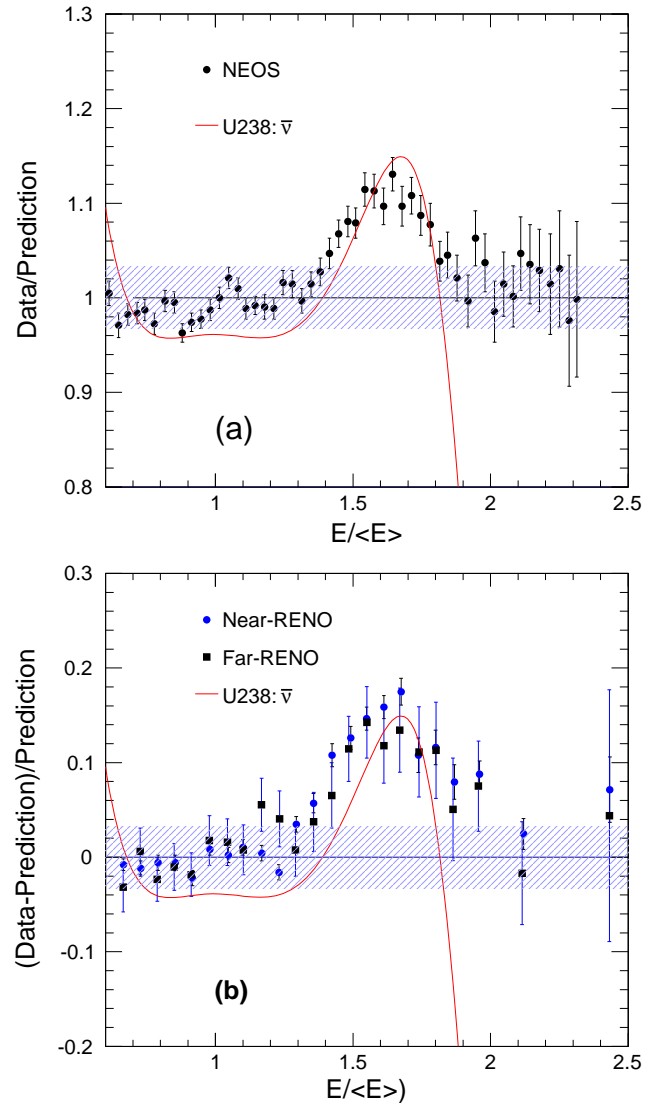 1.3
1.2
1.1
1
0.9
0.8
Data/Prediction
NEOS
U238: ν̅
(a)
1
1.5
2
2.5
E/<E>
0.3
0.2
0.1
0
-0.1
-0.2
(Data-Prediction)/Prediction
Near-RENO
Far-RENO
U238: ν̅
(b)
1
1.5
2
2.5
E/<E>)